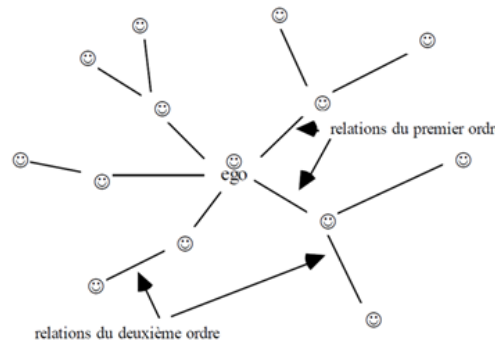 relations du premier ordr
ego
relations du deuxième ordre